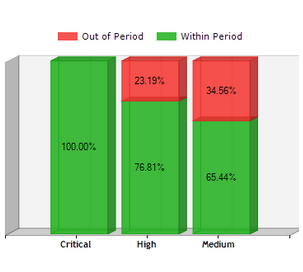 Out of Period Within Period
23.19% 34.56%
100.00% 76.81% 65.44%
Critical High Medium